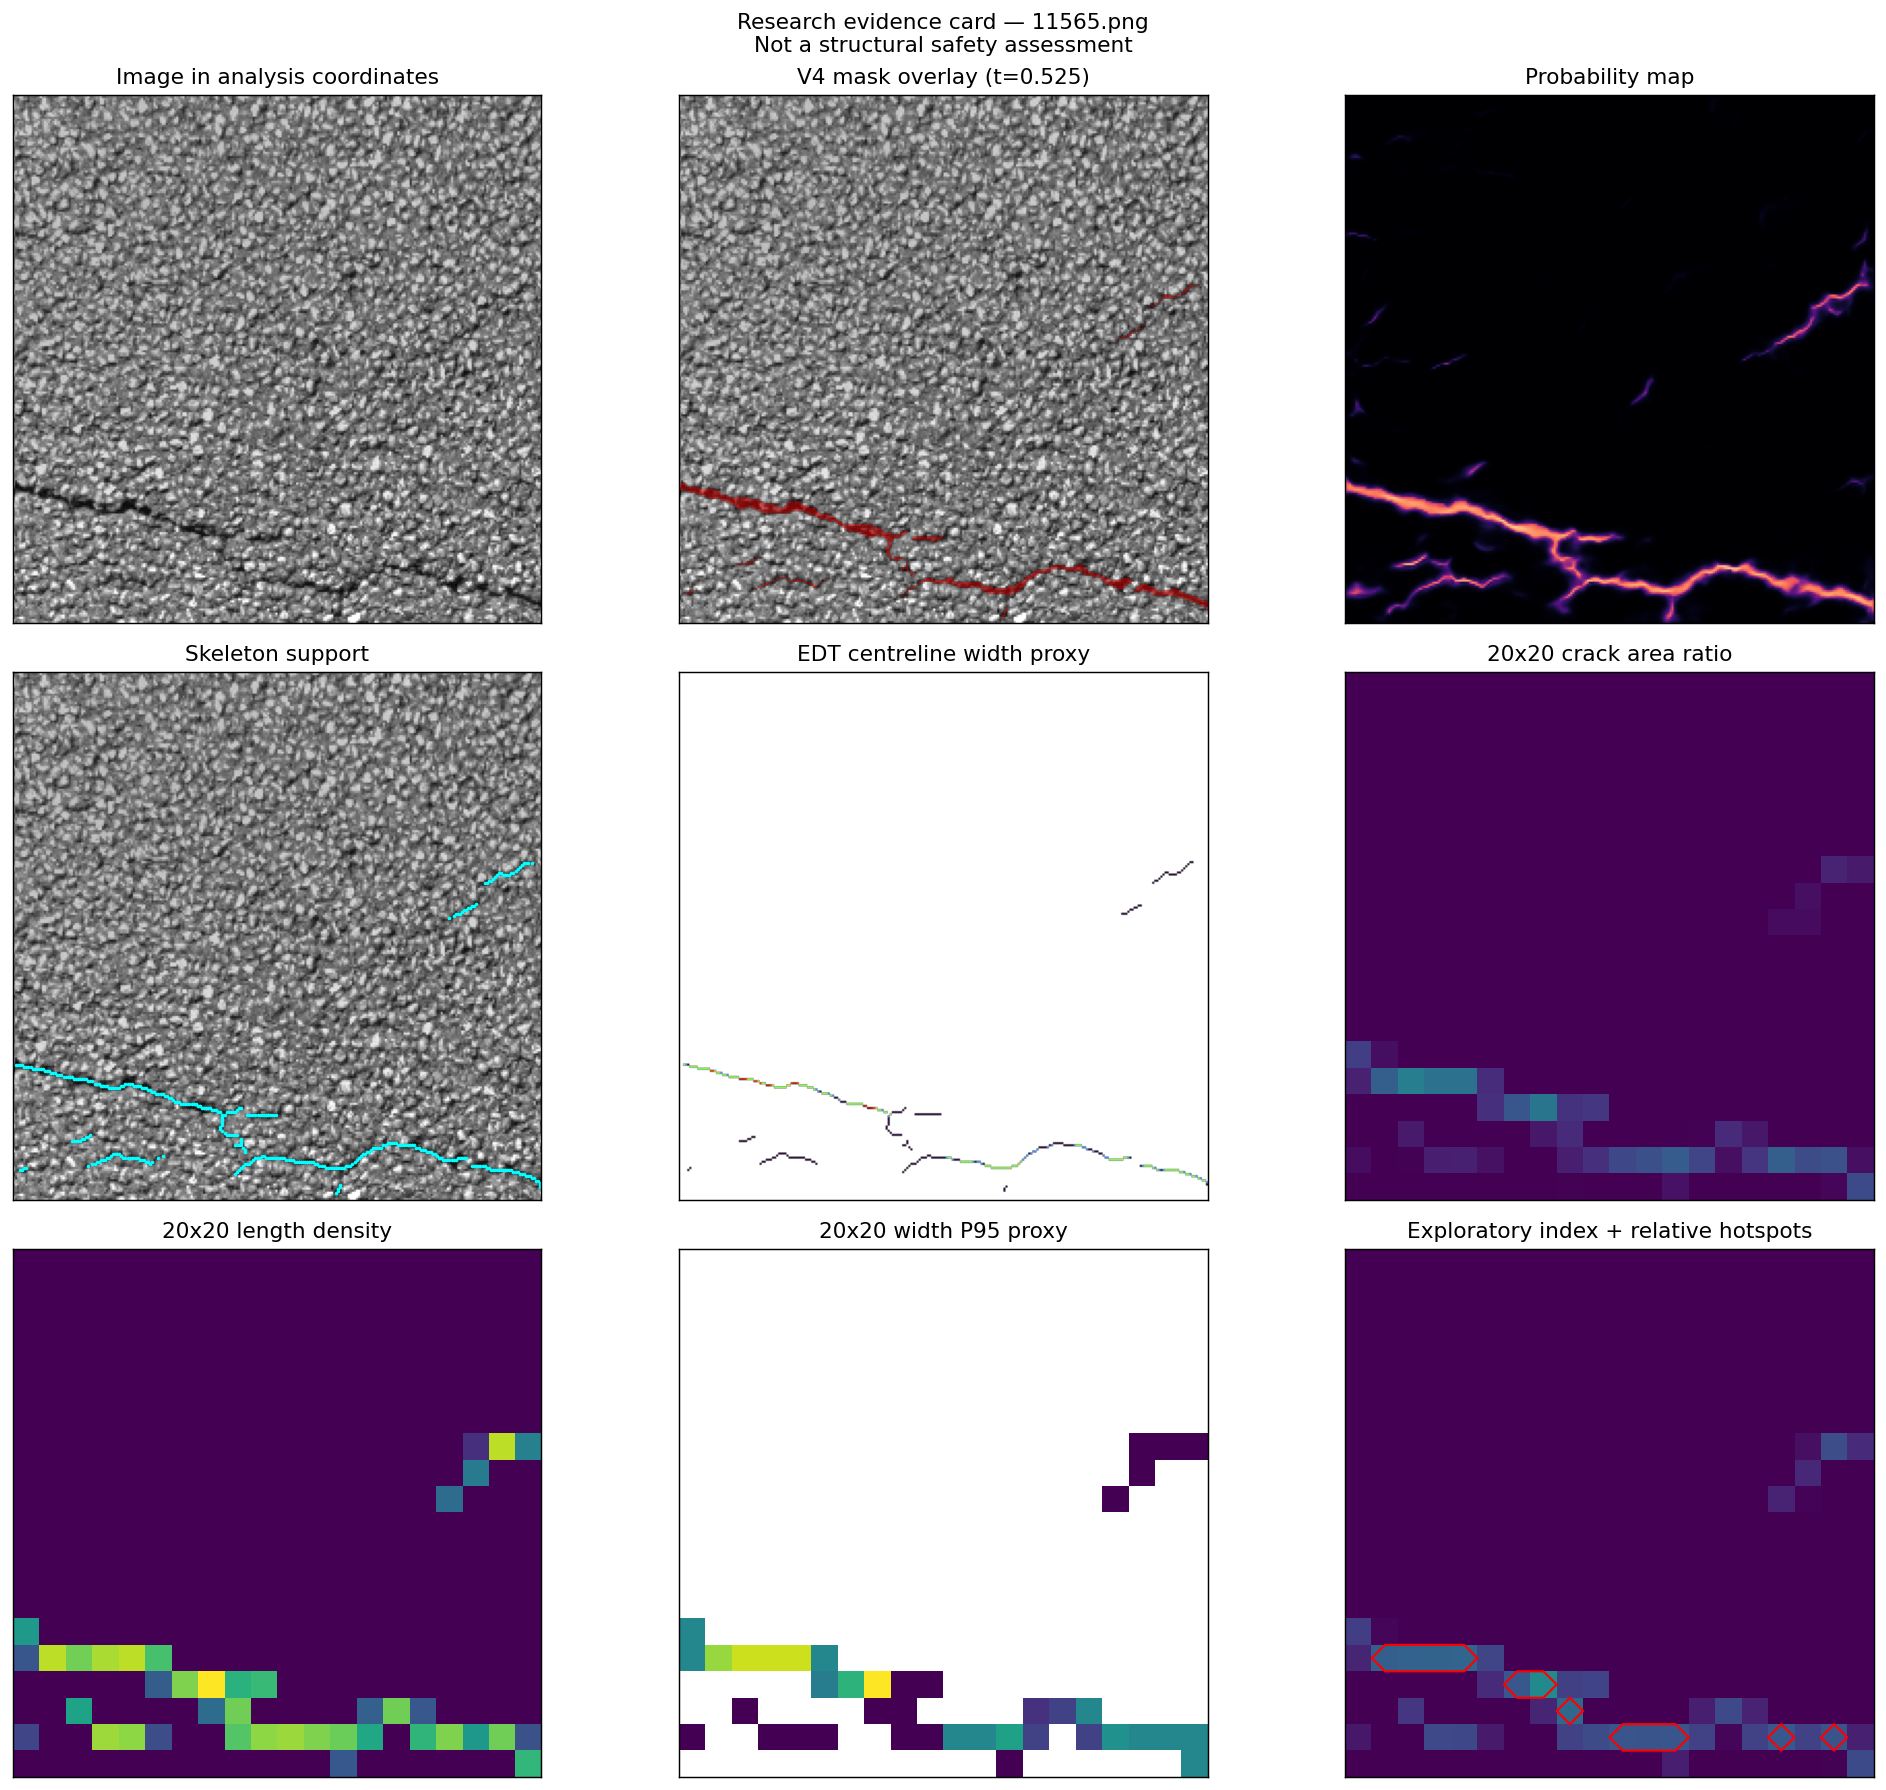 Research evidence card — 11565.png
Not a structural safety assessment
Image in analysis coordinates
V4 mask overlay (t=0.525)
Probability map
Skeleton support
EDT centreline width proxy
20x20 crack area ratio
20x20 length density
20x20 width P95 proxy
Exploratory index + relative hotspots